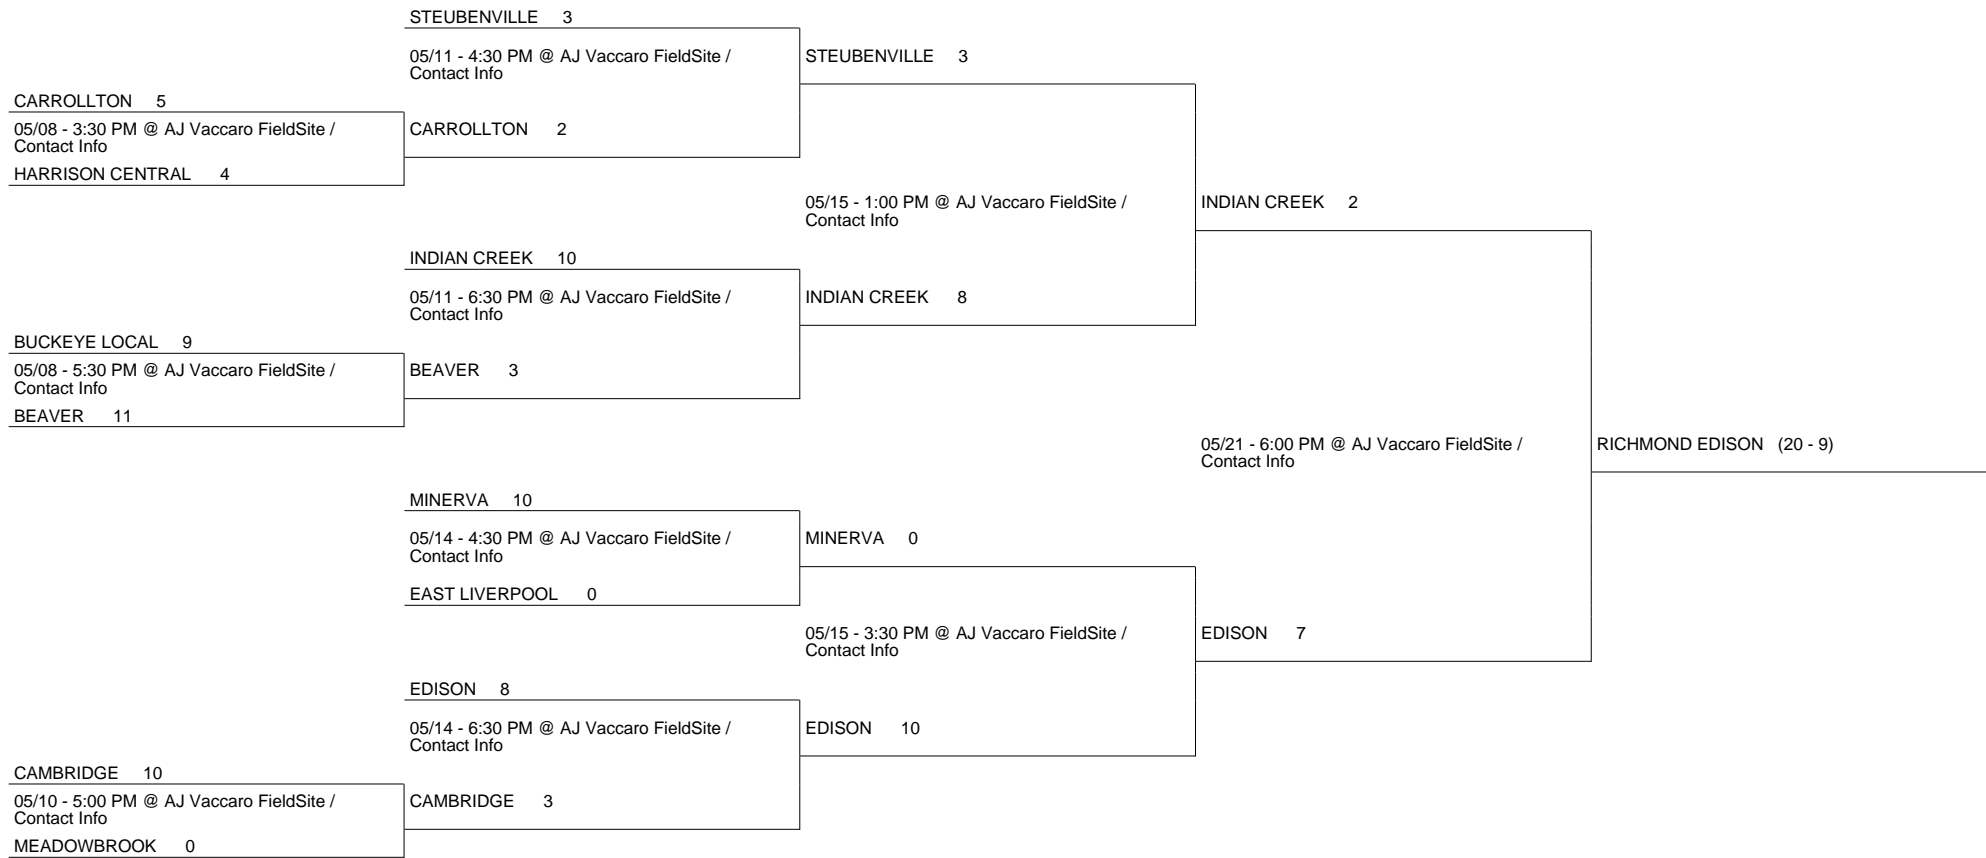 STEUBENVILLE 3
05/11 - 4:30 PM @ AJ Vaccaro FieldSite /
Contact Info
STEUBENVILLE 3
CARROLLTON 5
05/08 - 3:30 PM @ AJ Vaccaro FieldSite /
Contact Info
CARROLLTON 2
HARRISON CENTRAL 4
05/15 - 1:00 PM @ AJ Vaccaro FieldSite /
Contact Info
INDIAN CREEK 2
INDIAN CREEK 10
05/11 - 6:30 PM @ AJ Vaccaro FieldSite /
Contact Info
INDIAN CREEK 8
BUCKEYE LOCAL 9
05/08 - 5:30 PM @ AJ Vaccaro FieldSite /
Contact Info
BEAVER 3
BEAVER 11
05/21 - 6:00 PM @ AJ Vaccaro FieldSite /
Contact Info
RICHMOND EDISON (20 - 9)
MINERVA 10
05/14 - 4:30 PM @ AJ Vaccaro FieldSite /
Contact Info
MINERVA 0
EAST LIVERPOOL 0
05/15 - 3:30 PM @ AJ Vaccaro FieldSite /
Contact Info
EDISON 7
EDISON 8
05/14 - 6:30 PM @ AJ Vaccaro FieldSite /
Contact Info
EDISON 10
CAMBRIDGE 10
05/10 - 5:00 PM @ AJ Vaccaro FieldSite /
Contact Info
CAMBRIDGE 3
MEADOWBROOK 0